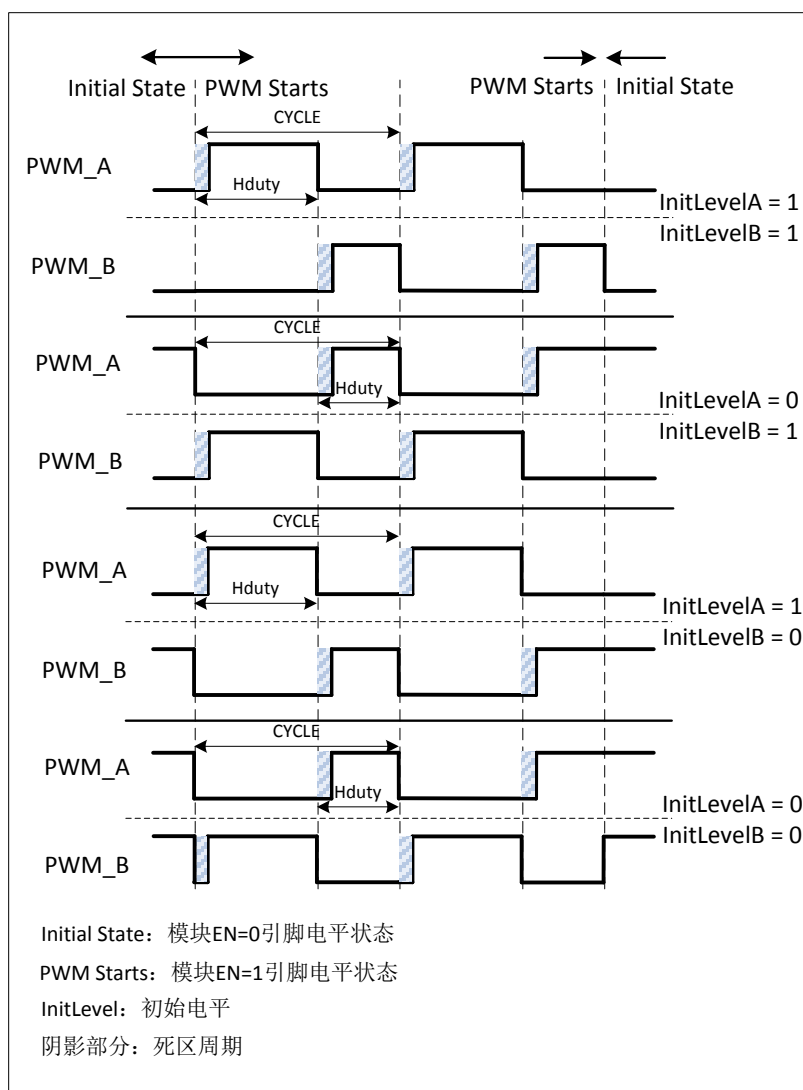 Initial State PWM Starts PWM Starts Initial State
CYCLE
PWM_A
Hduty
InitLevelA = 1
InitLevelB = 1
PWM_B
CYCLE
PWM_A
Hduty
InitLevelA = 0
InitLevelB = 1
PWM_B
CYCLE
PWM_A
Hduty
InitLevelA = 1
InitLevelB = 0
PWM_B
CYCLE
PWM_A
Hduty
InitLevelA = 0
InitLevelB = 0
PWM_B
Initial State：模块EN=0引脚电平状态
PWM Starts：模块EN=1引脚电平状态
InitLevel：初始电平
阴影部分：死区周期